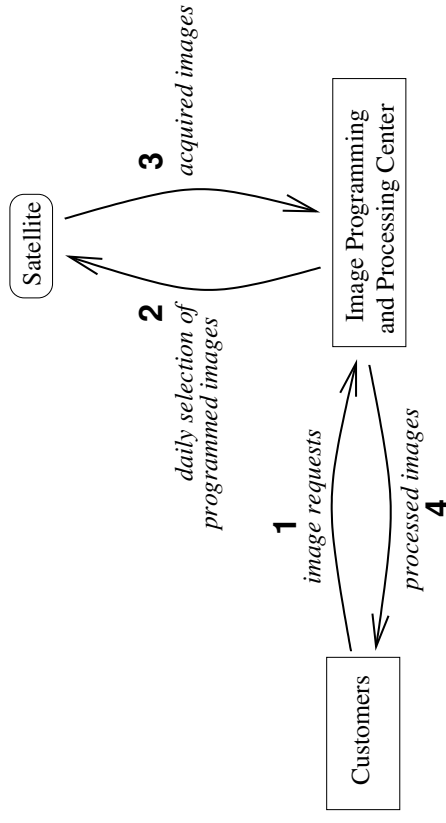 Satellite
3
acquired images
2
daily selection of
programmed images
Image Programming
and Processing Center
1
image requests
processed images
4
Customers